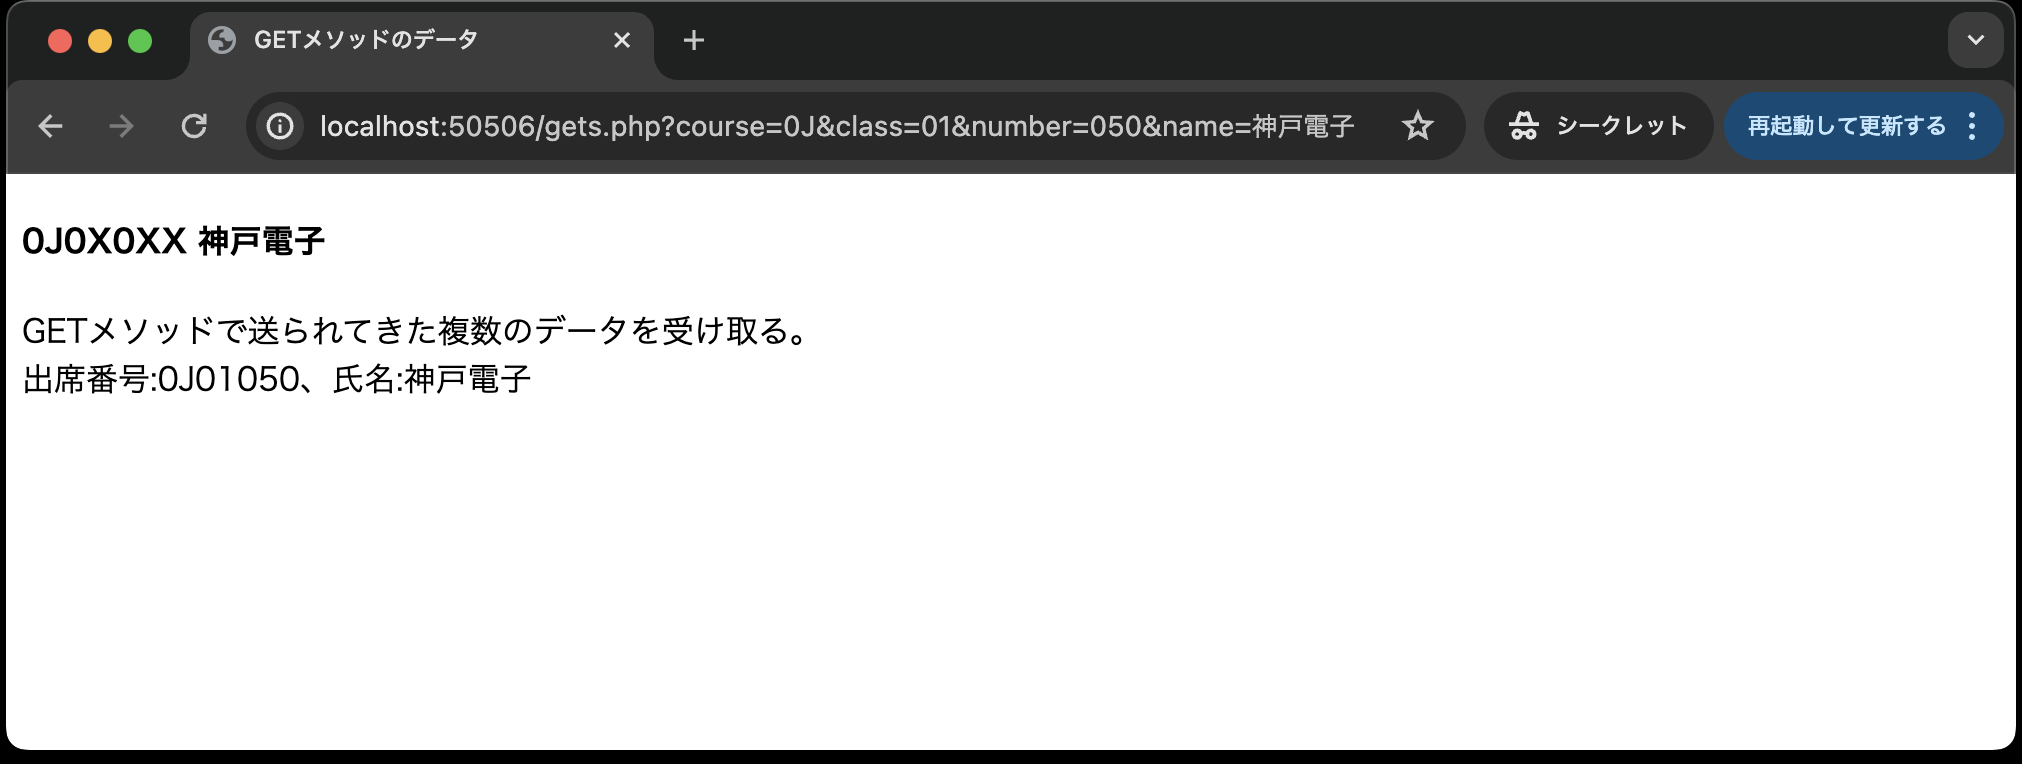 GETメソッドのデータ
localhost:50506/gets.php?course=0J&class=01&number=050&name=神戸電子
シークレット
再起動して更新する
0J0X0XX 神戸電子
GETメソッドで送られてきた複数のデータを受け取る。
出席番号:0J01050、氏名:神戸電子